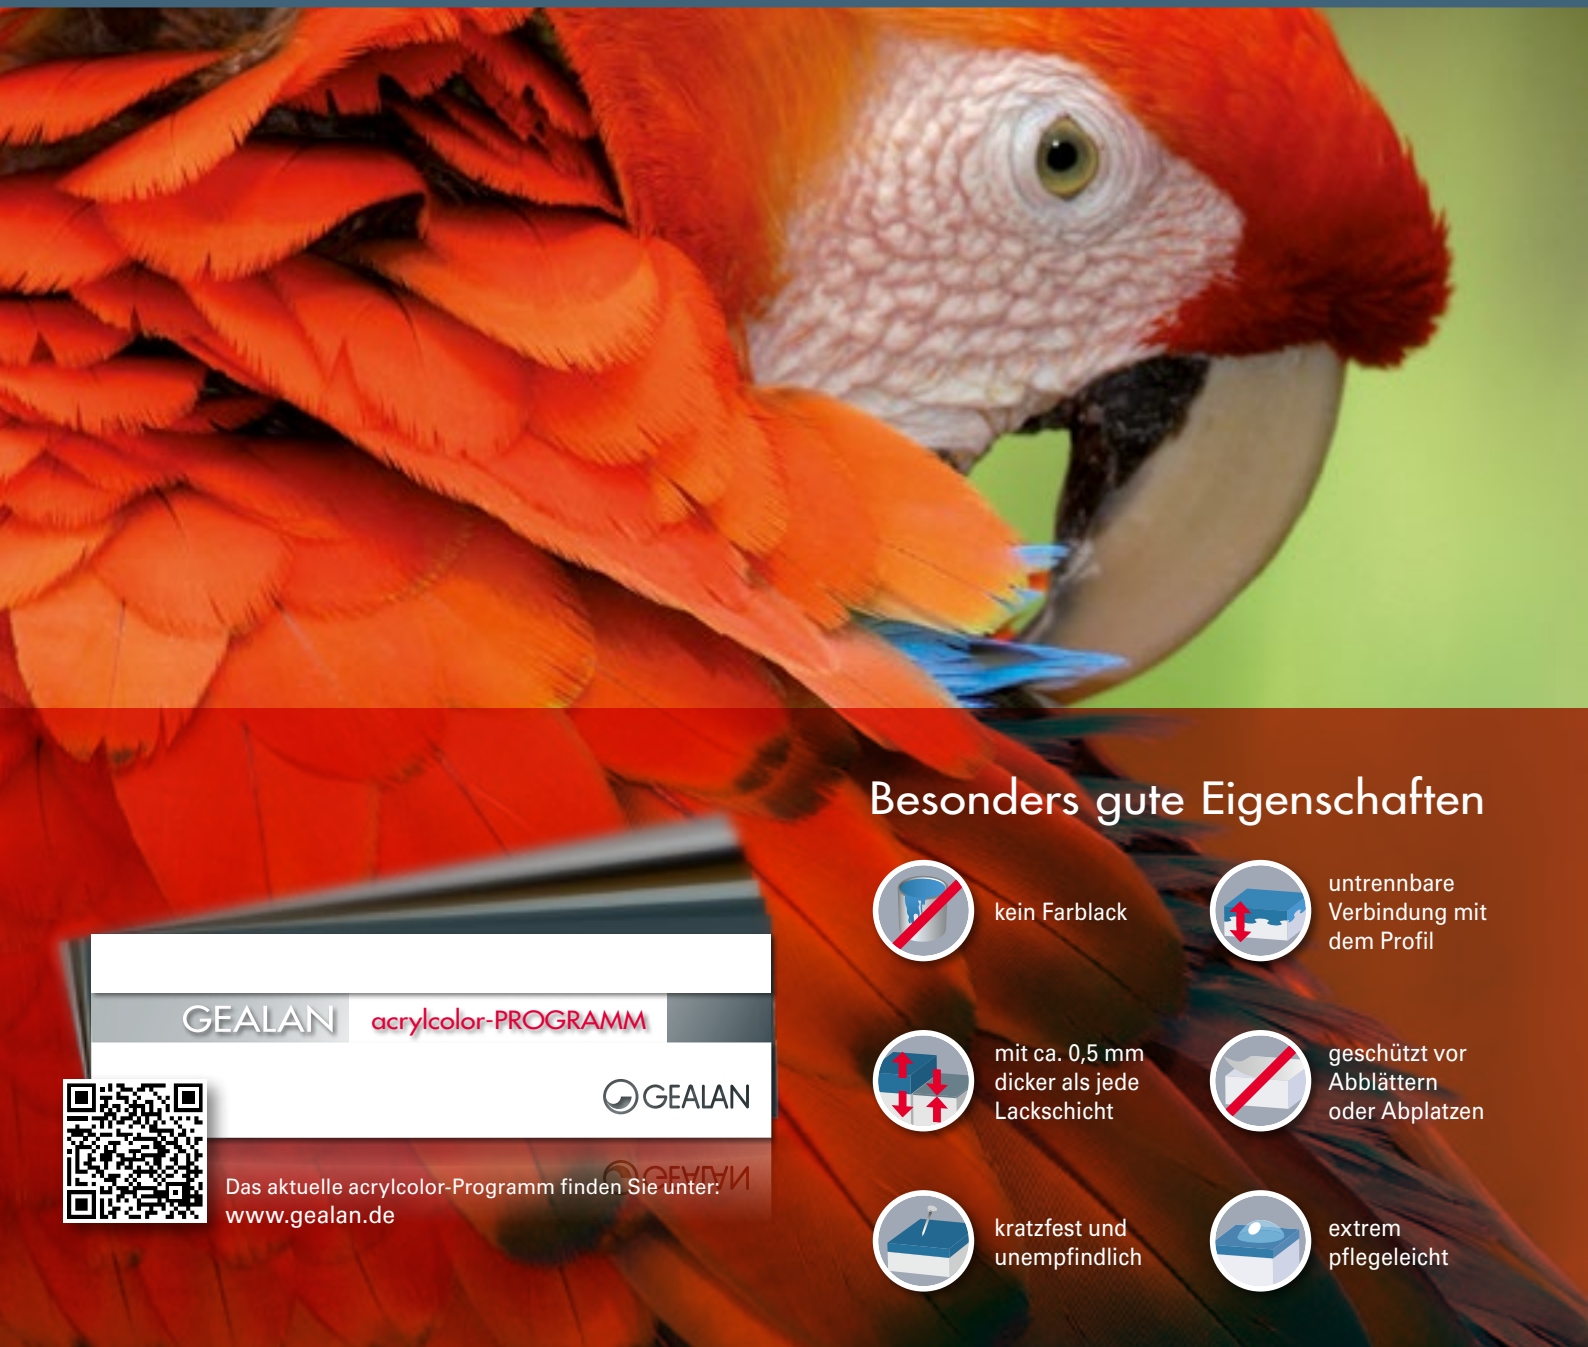 Besonders gute Eigenschaften
kein Farblack
untrennbare
Verbindung mit
dem Profil
mit ca. 0,5 mm
dicker als jede
Lackschicht
geschützt vor
Abblättern
oder Abplatzen
kratzfest und
unempfindlich
extrem
pflegeleicht
GEALAN acrylcolor-PROGRAMM
GEALAN
GEALAN
Das aktuelle acrylcolor-Programm finden Sie unter:
www.gealan.de